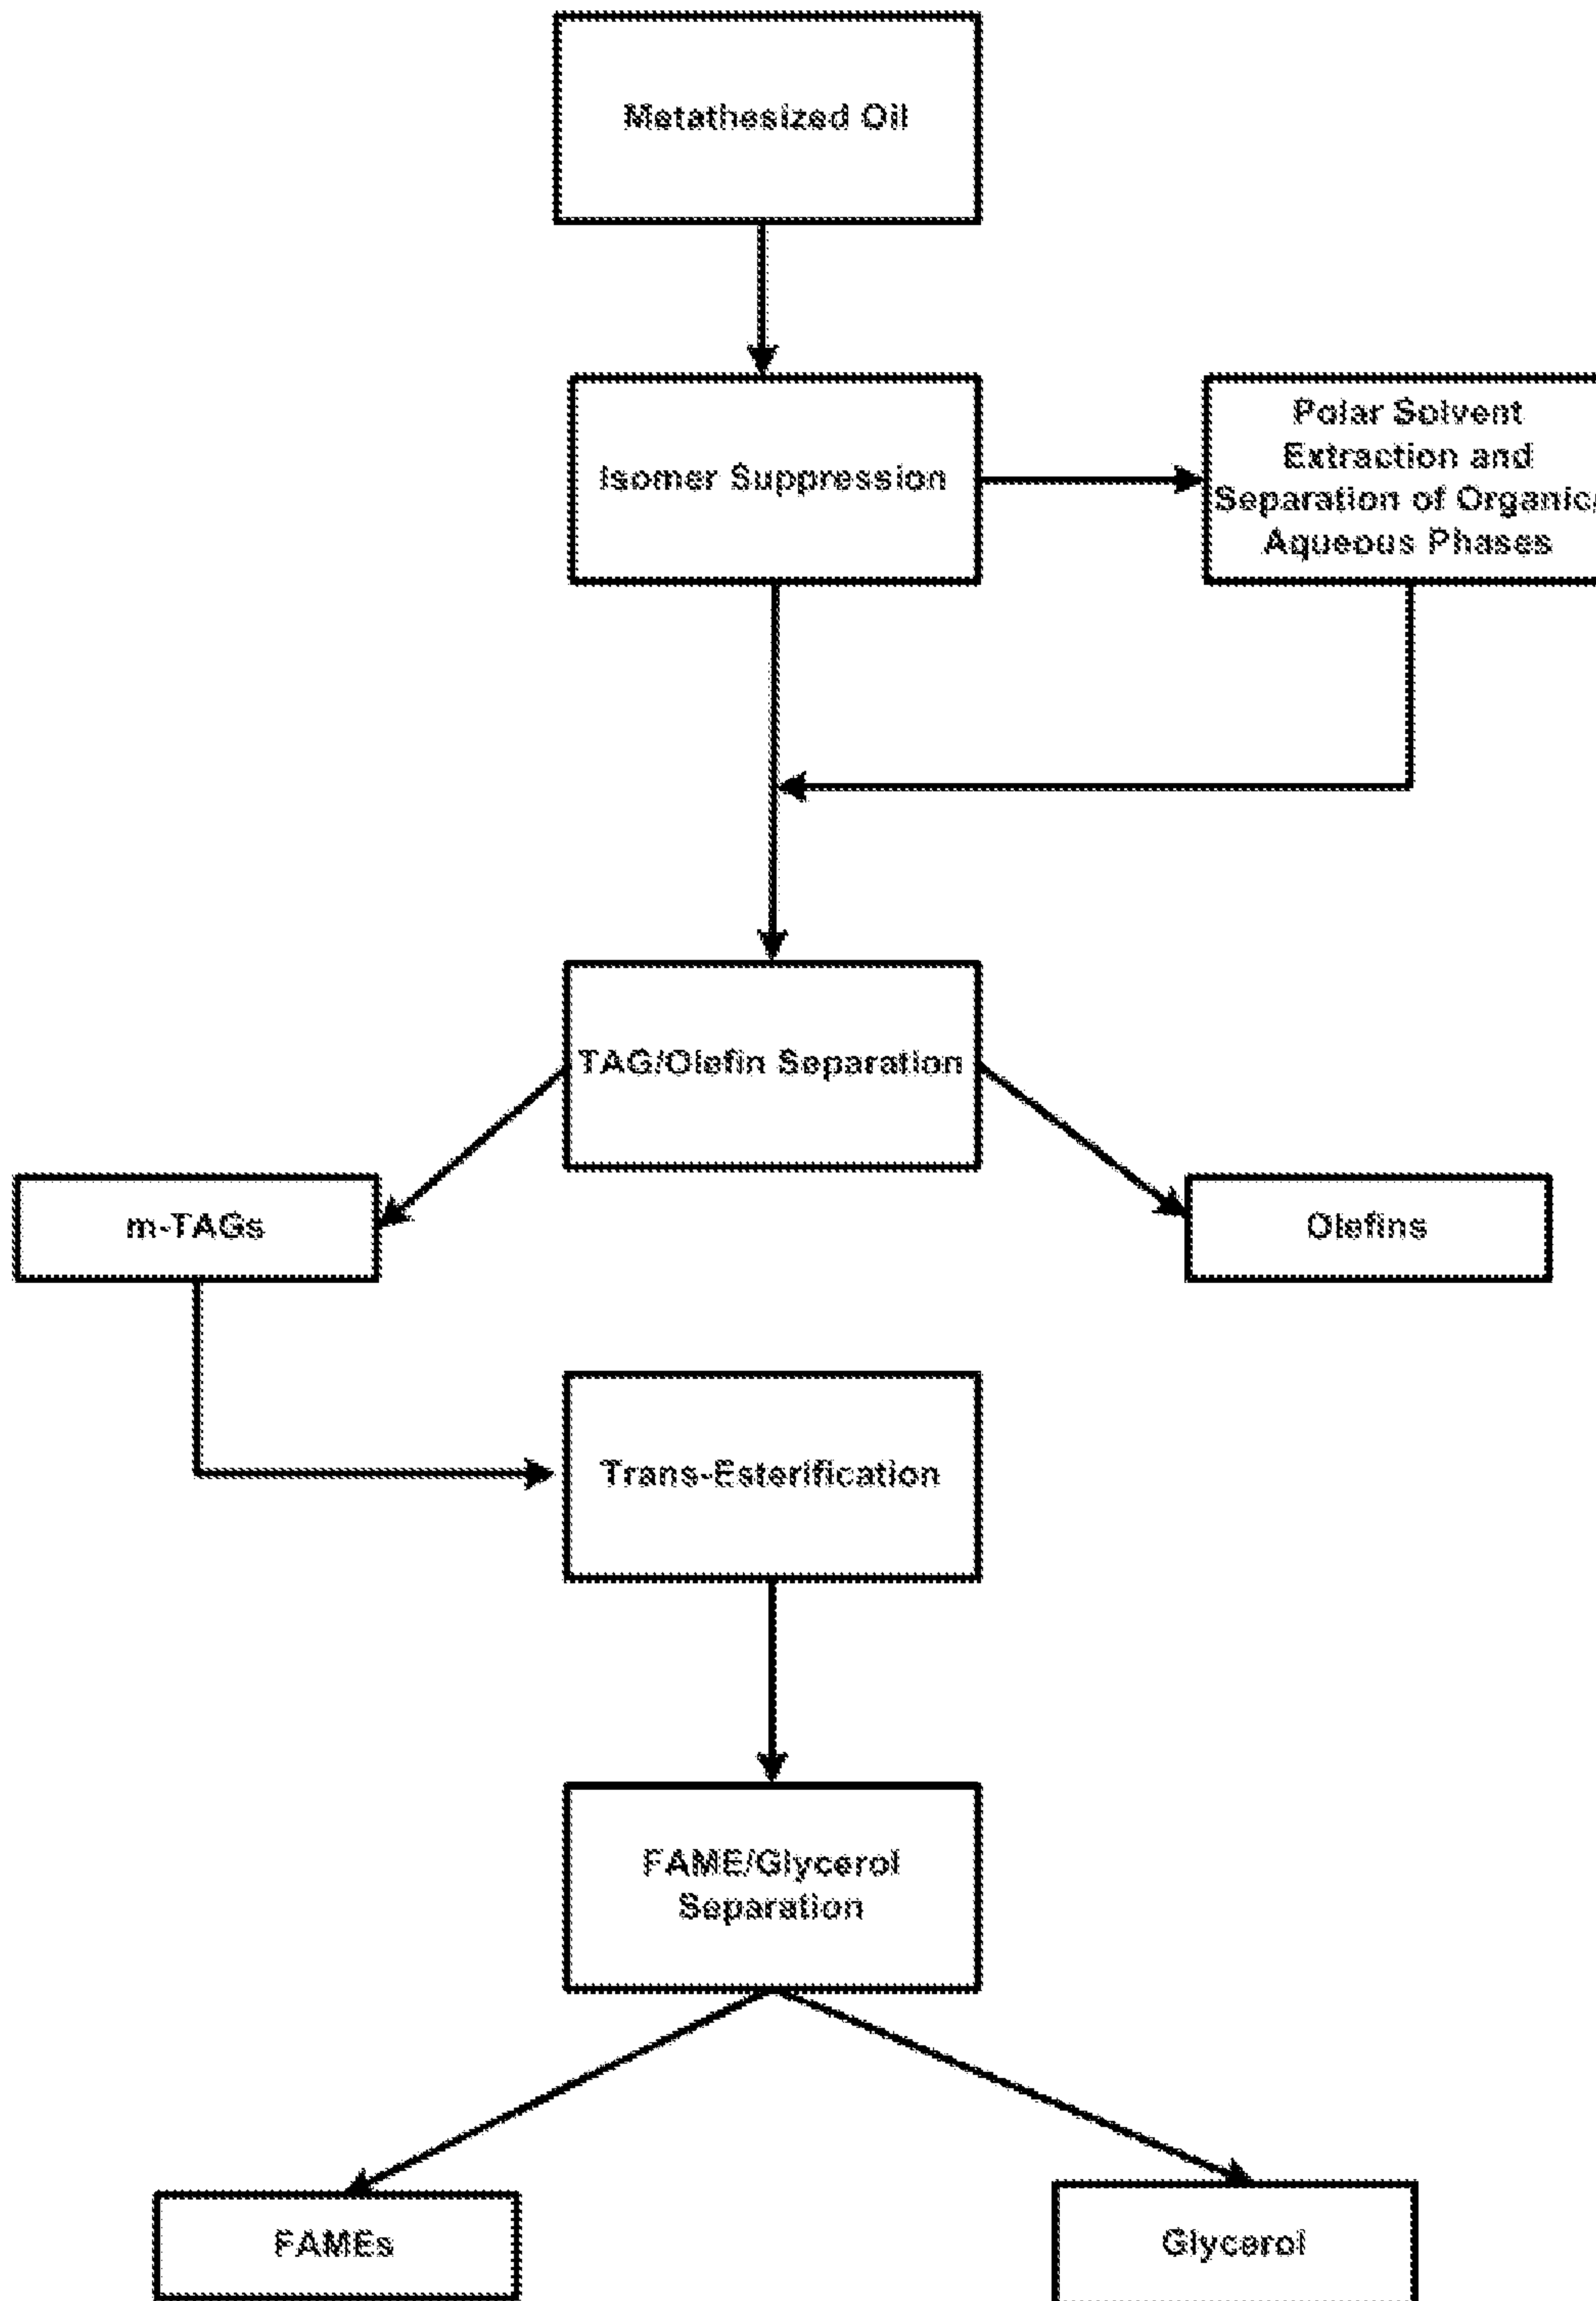 Metathesized Oil
Isomer Suppression
Polar Solvent
Extraction and
Separation of Organic/
Aqueous Phases
TAG/Olefin Separation
m-TAGs
Olefins
Trans-Esterification
FAME/Glycerol
Separation
FAMEs
Glycerol